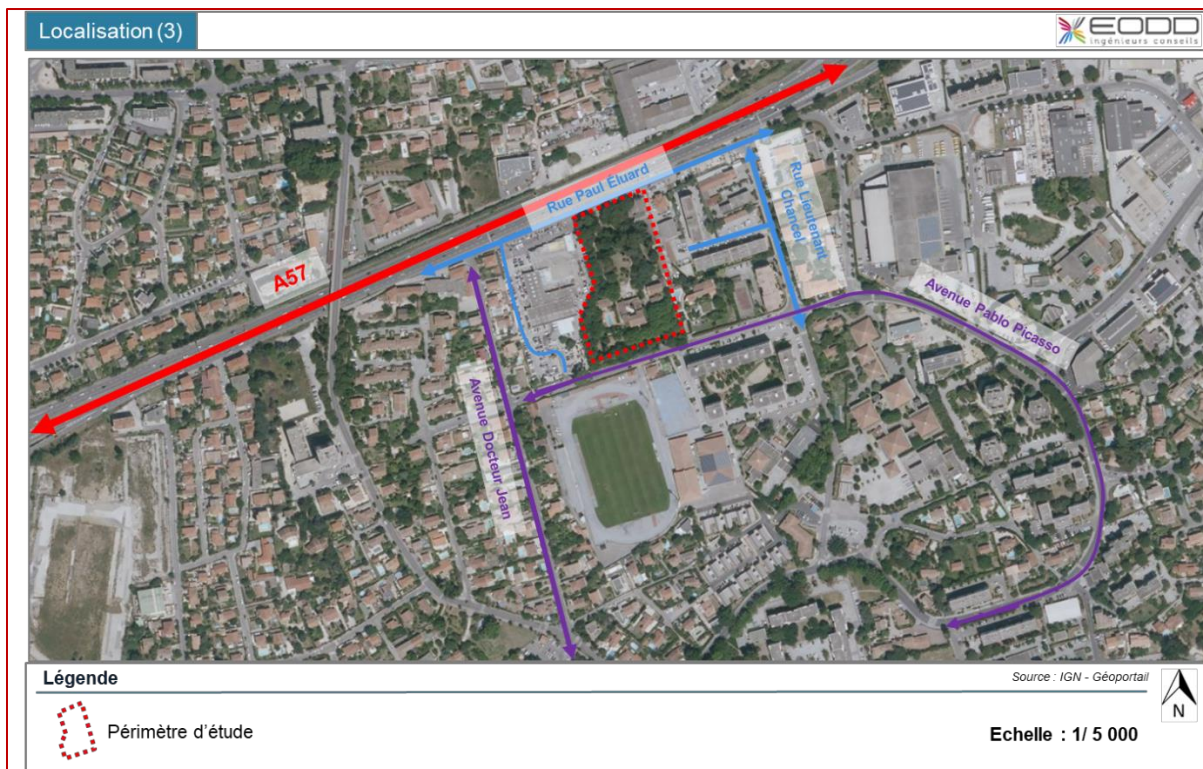 Localisation (3)
EODD
ingénieurs conseils
Rue Paul Éluard
Rue Lieutenant
Chancel
A57
Avenue Pablo Picasso
Avenue Docteur Jean
Légende
Source : IGN - Géoportail
Périmètre d'étude
N
Echelle : 1/ 5 000